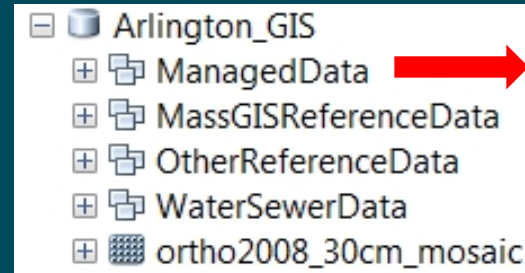 Arlington_GIS
ManagedData
MassGISReferenceData
OtherReferenceData
WaterSewerData
ortho2008_30cm_mosaic